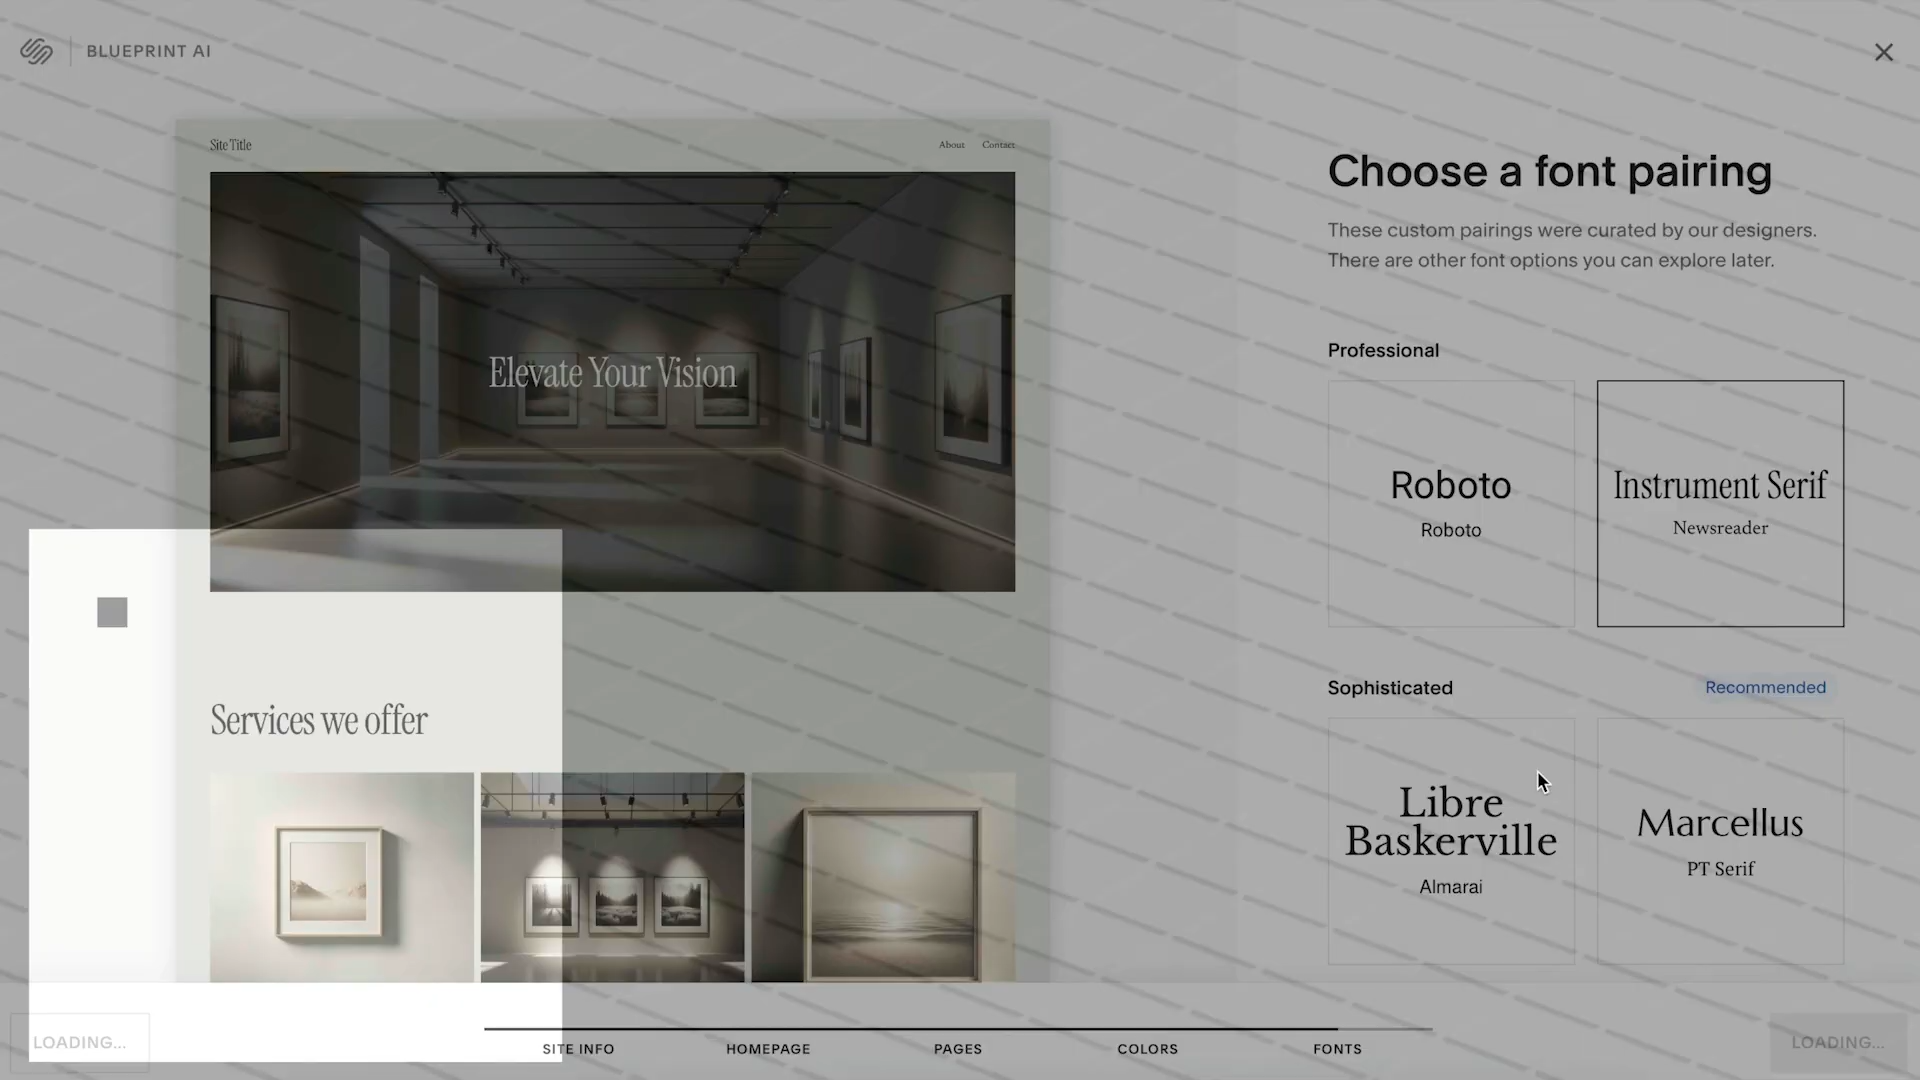 BLUEPRINT AI
Site Title
About
Contact
Elevate Your Vision
Services we offer
Choose a font pairing
These custom pairings were curated by our designers.
There are other font options you can explore later.
Professional
Roboto
Roboto
Instrument Serif
Newsreader
Sophisticated
Recommended
Libre
Baskerville
Almarai
Marcellus
PT Serif
LOADING...
SITE INFO
HOMEPAGE
PAGES
COLORS
FONTS
LOADING...